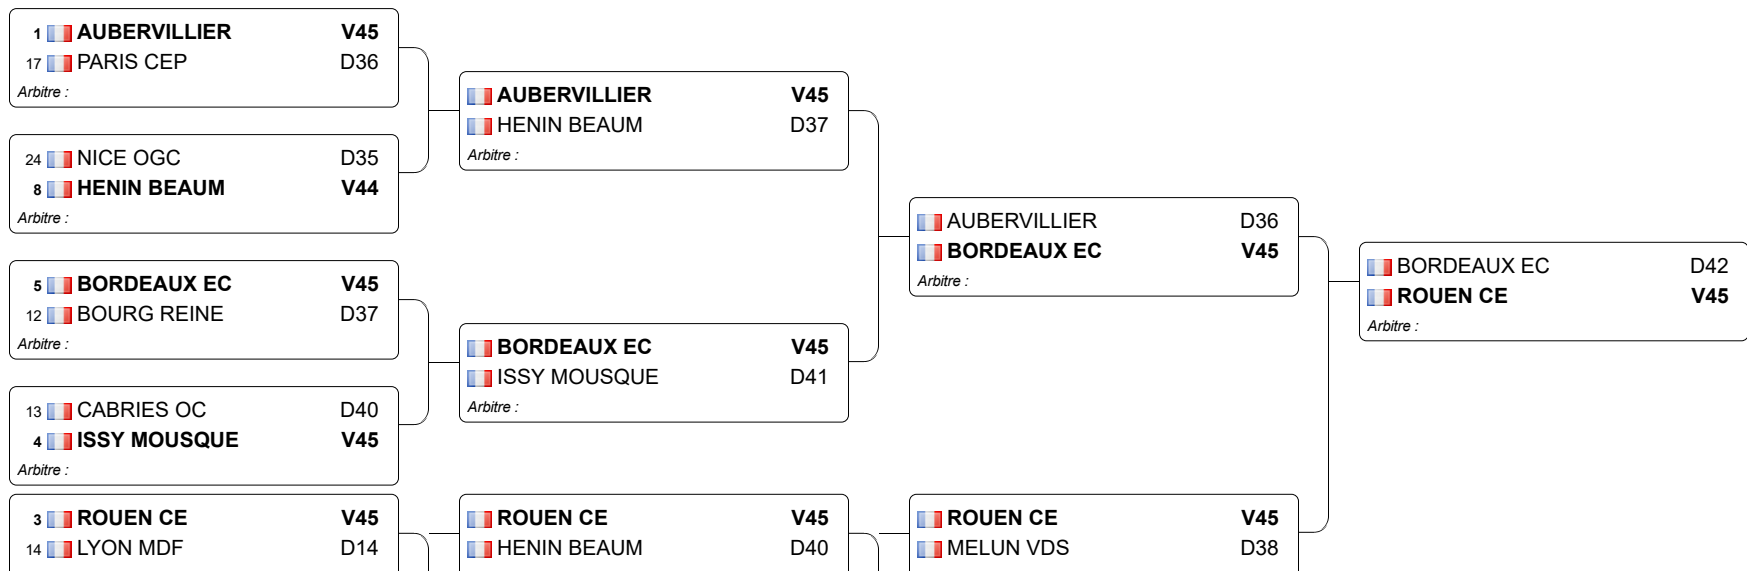 1 AUBERVILLIER V45
17 PARIS CEP D36
Arbitre :
24 NICE OGC D35
8 HENIN BEAUM V44
Arbitre :
5 BORDEAUX EC V45
12 BOURG REINE D37
Arbitre :
13 CABRIES OC D40
4 ISSY MOUSQUE V45
Arbitre :
3 ROUEN CE V45
14 LYON MDF D14
AUBERVILLIER V45
HENIN BEAUM D37
Arbitre :
BORDEAUX EC V45
ISSY MOUSQUE D41
Arbitre :
ROUEN CE V45
HENIN BEAUM D40
AUBERVILLIER D36
BORDEAUX EC V45
Arbitre :
ROUEN CE V45
MELUN VDS D38
BORDEAUX EC D42
ROUEN CE V45
Arbitre :